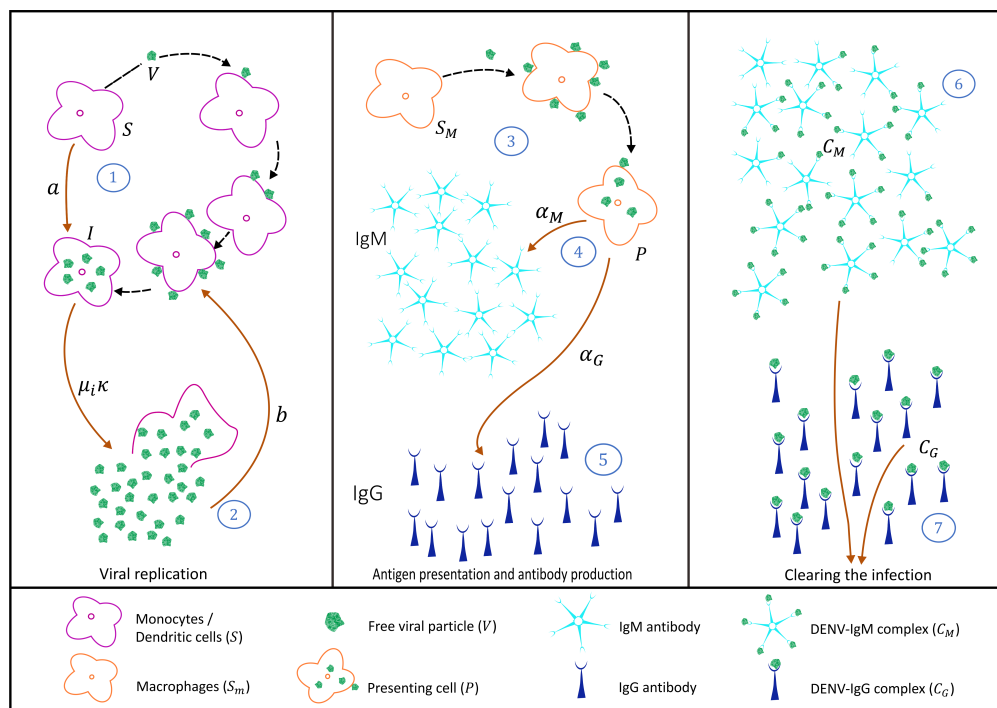 V
S
1
a
I
μᵢκ
b
2
Viral replication
S_M
3
α_M
IgM
4
P
α_G
5
IgG
Antigen presentation and antibody production
6
C_M
C_G
7
Clearing the infection
Monocytes /
Dendritic cells (S)
Free viral particle (V)
IgM antibody
DENV-IgM complex (C_M)
Macrophages (S_m)
Presenting cell (P)
IgG antibody
DENV-IgG complex (C_G)